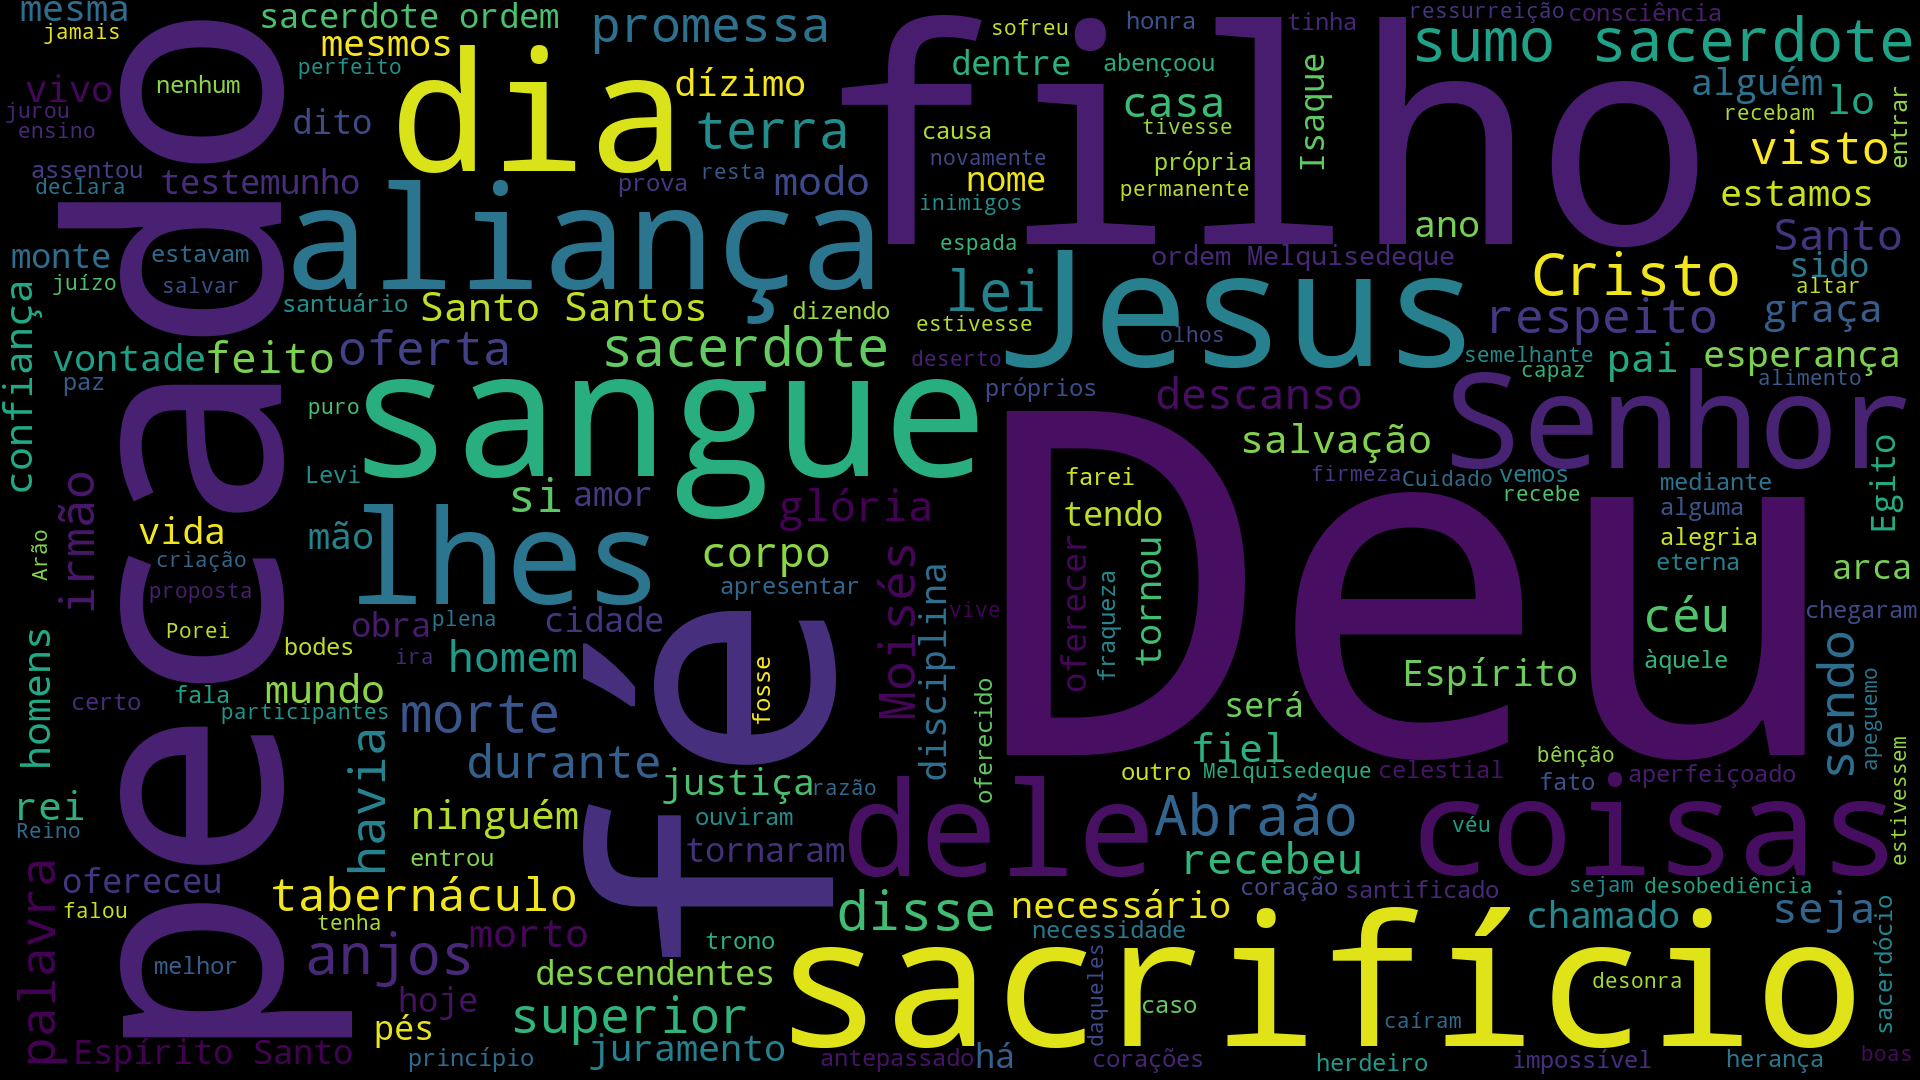 mesma
jamais
sacerdote ordem
mesmos
perfeito
promessa
sofreu
honra
tinha
ressurreição
consciência
sumo sacerdote
dentre
abençoou
vivo
nenhum
jurou
ensino
dito
dia
dízimo
filho
casa
Isaque
alguém
lo
recebam
entrar
terra
causa
tivesse
visto
assentou
declara
testemunho
prova
resta
modo
novamente
nome
própria
permanente
estamos
inimigos
aliança
espada
ano
Santo
monte
estavam
ordem Melquisedeque
juízo
salvar
lei
Jesus
Cristo
sido
altar
santuário
Santo Santos
dizendo
estivesse
olhos
respeito
graça
confiança
vontade
feito
oferta
sacerdote
deserto
semelhante
capaz
pai
esperança
paz
puro
sangue
próprios
descanso
Senhor
alimento
pecado
Levi
si
amor
glória
salvação
farei
firmeza
Cuidado
vemos
recebe
mediante
alguma
Egito
irmão
Arão
vida
mão
lhes
corpo
tendo
Deu
alegria
eterna
arca
criação
proposta
apresentar
Moisés
disciplina
vive
oferecer
fraqueza
tornou
céu
chegaram
Porei
obra
plena
cidade
homens
bodes
ira
homem
fé
fosse
Espírito
àquele
certo
fala
mundo
participantes
morte
oferecido
será
sendo
apeguemo
havia
durante
justiça
razão
fiel
bênção
outro
Melquisedeque
celestial
fato
aperfeiçoado
rei
Reino
ninguém
ouviram
dele
Abraão
véu
coisas
estivessem
entrou
tornaram
recebeu
palavra
ofereceu
falou
tabernáculo
tenha
disse
necessário
coração
santificado
sejam
desobediência
chamado
seja
melhor
anjos
morto
trono
necessidade
sacrifício
sacerdócio
descendentes
daqueles
desonra
hoje
caso
pés
superior
caíram
Espírito Santo
princípio
juramento
antepassado
há
corações
herdeiro
impossível
herança
boas